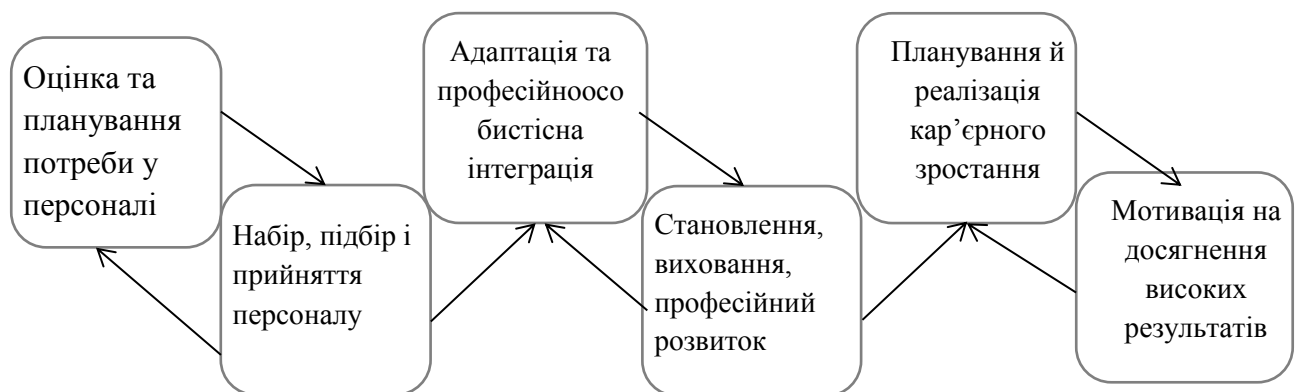 Оцінка та
планування
потреби у
персоналі
Набір, підбір і
прийняття
персоналу
Адаптація та
професійноосо
бистісна
інтеграція
Становлення,
виховання,
професійний
розвиток
Планування й
реалізація
кар’єрного
зростання
Мотивація на
досягнення
високих
результатів